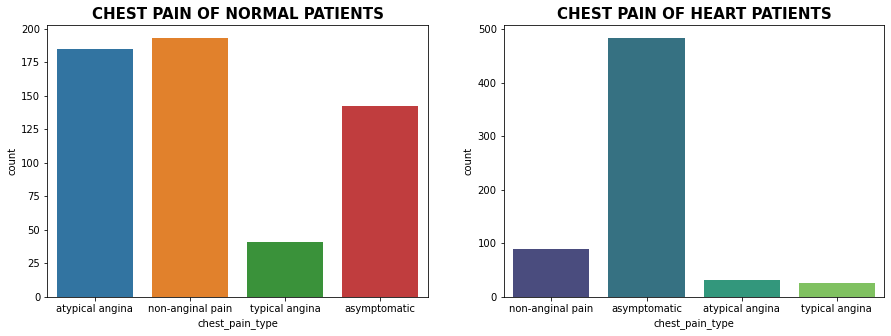 CHEST PAIN OF NORMAL PATIENTS
200
175
150
125
100
75
50
25
0
count
atypical angina non-anginal pain typical angina asymptomatic
chest_pain_type
CHEST PAIN OF HEART PATIENTS
500
400
300
200
100
0
count
non-anginal pain asymptomatic atypical angina typical angina
chest_pain_type